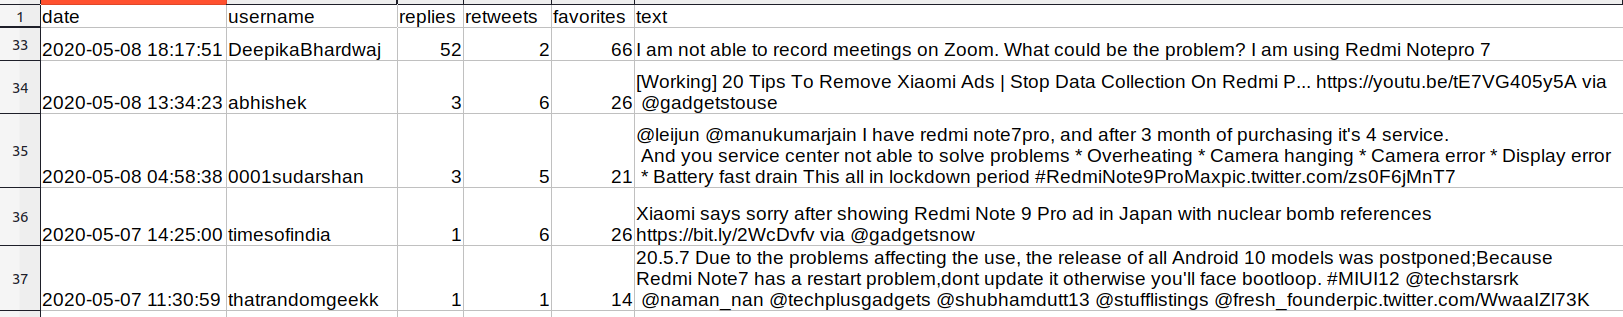 1 date username replies retweets favorites text
33 2020-05-08 18:17:51 DeepikaBhardwaj 52 2 66 I am not able to record meetings on Zoom. What could be the problem? I am using Redmi Notepro 7
[Working] 20 Tips To Remove Xiaomi Ads | Stop Data Collection On Redmi P... https://youtu.be/tE7VG405y5A via
34 2020-05-08 13:34:23 abhishek 3 6 26 @gadgetstouse
@leijun @manukumarjain I have redmi note7pro, and after 3 month of purchasing it's 4 service.
And you service center not able to solve problems * Overheating * Camera hanging * Camera error * Display error
35 2020-05-08 04:58:38 0001sudarshan 3 5 21 * Battery fast drain This all in lockdown period #RedmiNote9ProMaxpic.twitter.com/zs0F6jMnT7
Xiaomi says sorry after showing Redmi Note 9 Pro ad in Japan with nuclear bomb references
36 2020-05-07 14:25:00 timesofindia 1 6 26 https://bit.ly/2WcDvfv via @gadgetsnow
20.5.7 Due to the problems affecting the use, the release of all Android 10 models was postponed;Because
Redmi Note7 has a restart problem,dont update it otherwise you'll face bootloop. #MIUI12 @techstarsrk
37 2020-05-07 11:30:59 thatrandomgeekk 1 1 14 @naman_nan @techplusgadgets @shubhamdutt13 @stufflistings @fresh_founderpic.twitter.com/WwaaIZl73K